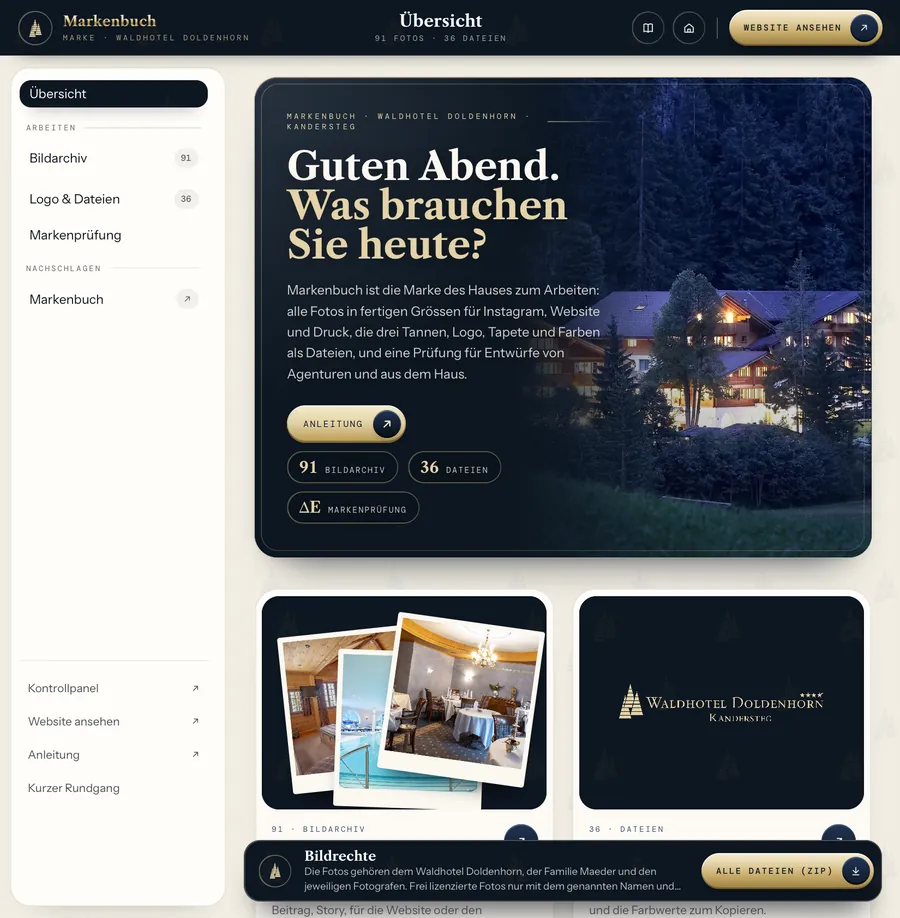 Markenbuch
MARKE · WALDHOTEL DOLDENHORN
Übersicht
91 FOTOS · 36 DATEIEN
WEBSITE ANSEHEN
Übersicht
ARBEITEN
Bildarchiv 91
Logo & Dateien 36
Markenprüfung
NACHSCHLAGEN
Markenbuch
Kontrollpanel
Website ansehen
Anleitung
Kurzer Rundgang
MARKENBUCH · WALDHOTEL DOLDENHORN ·
KANDERSTEG
Guten Abend.
Was brauchen
Sie heute?
Markenbuch ist die Marke des Hauses zum Arbeiten:
alle Fotos in fertigen Grössen für Instagram, Website
und Druck, die drei Tannen, Logo, Tapete und Farben
als Dateien, und eine Prüfung für Entwürfe von
Agenturen und aus dem Haus.
ANLEITUNG
91 BILDARCHIV
36 DATEIEN
ΔE MARKENPRÜFUNG
WALDHOTEL DOLDENHORN
KANDERSTEG
91 · BILDARCHIV
36 · DATEIEN
Bildrechte
Die Fotos gehören dem Waldhotel Doldenhorn, der Familie Maeder und den
jeweiligen Fotografen. Frei lizenzierte Fotos nur mit dem genannten Namen und...
ALLE DATEIEN (ZIP)
Beitrag, Story, für die Website oder den
und die Farbwerte zum Kopieren.